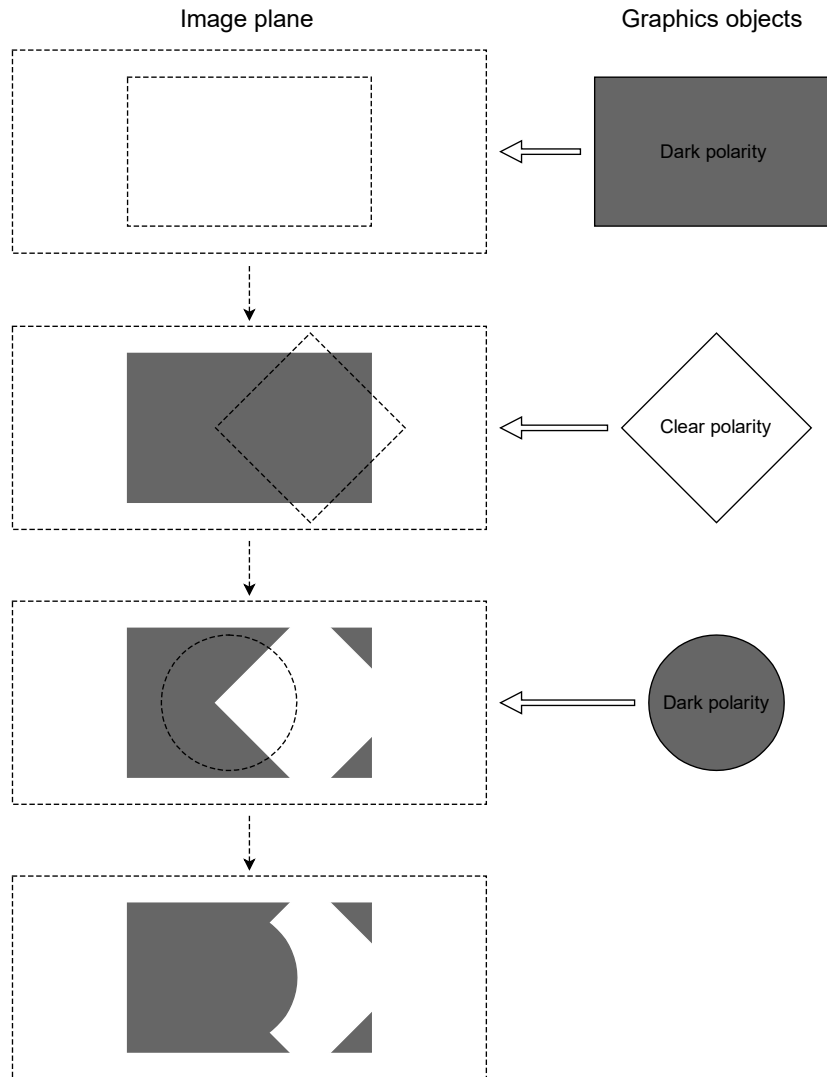 Image plane
Graphics objects
Dark polarity
Clear polarity
Dark polarity